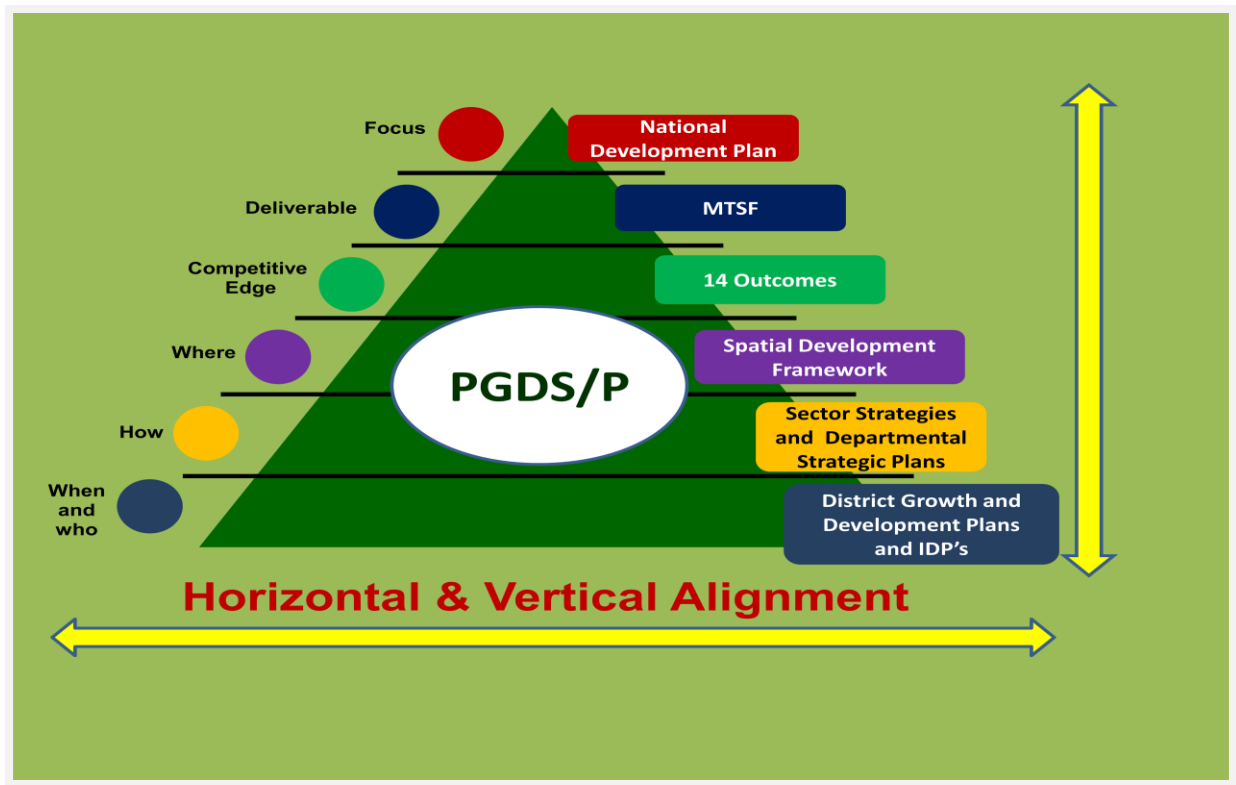 Focus
National
Development Plan
Deliverable
MTSF
Competitive
Edge
14 Outcomes
Where
Spatial Development
Framework
PGDS/P
How
Sector Strategies
and Departmental
Strategic Plans
When
and
who
District Growth and
Development Plans
and IDP’s
Horizontal & Vertical Alignment